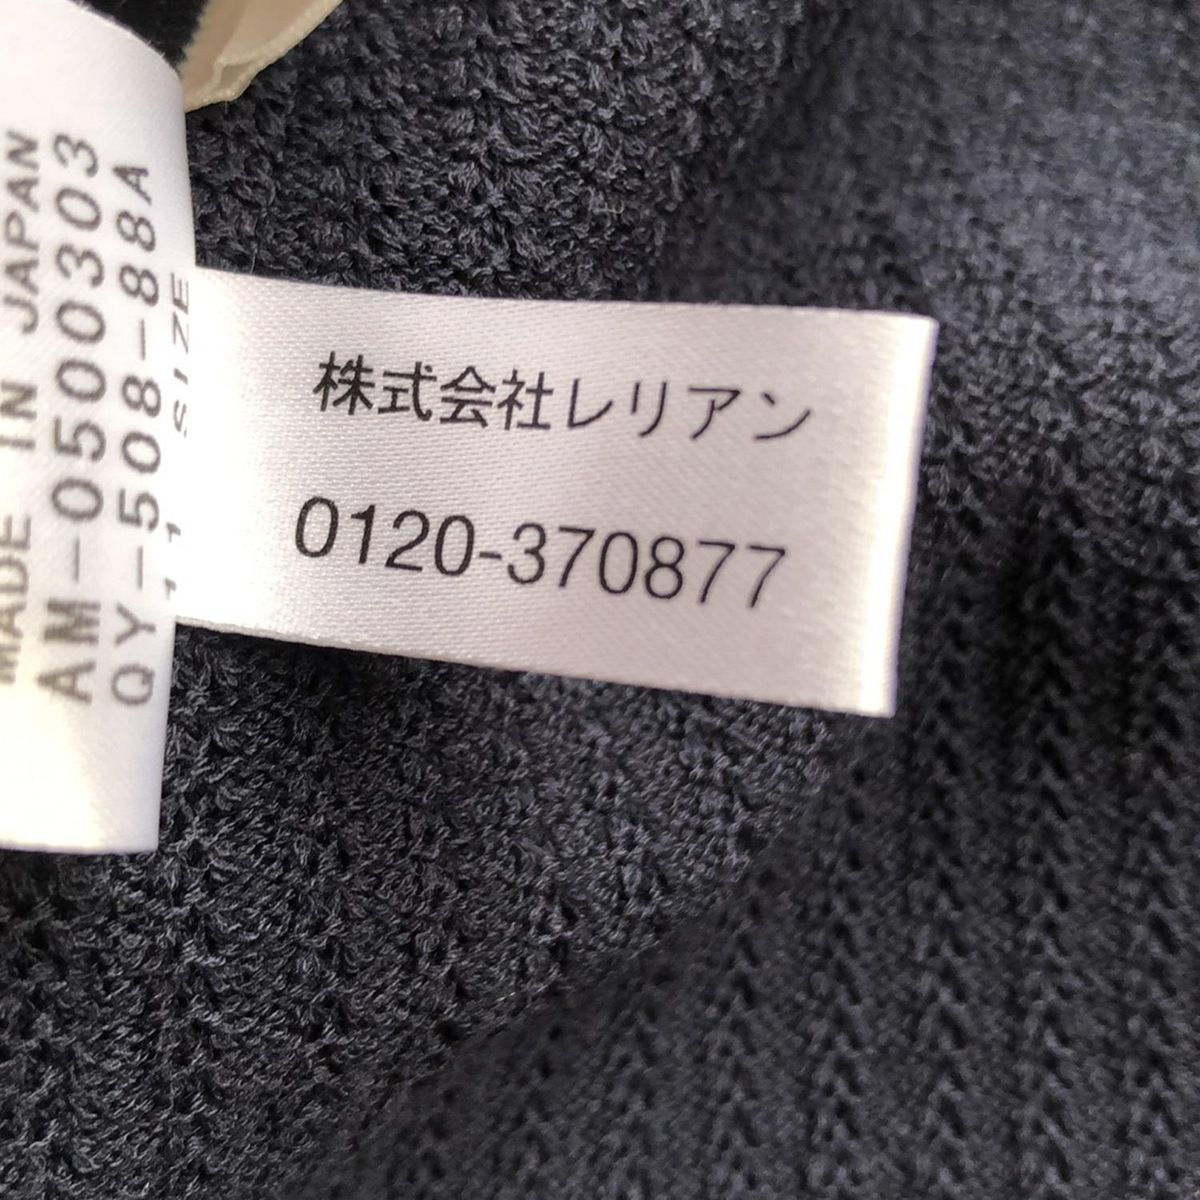 株式会社レリアン
0120-370877
MADE IN JAPAN
AM-0500303
QY-508-88A
11 SIZE